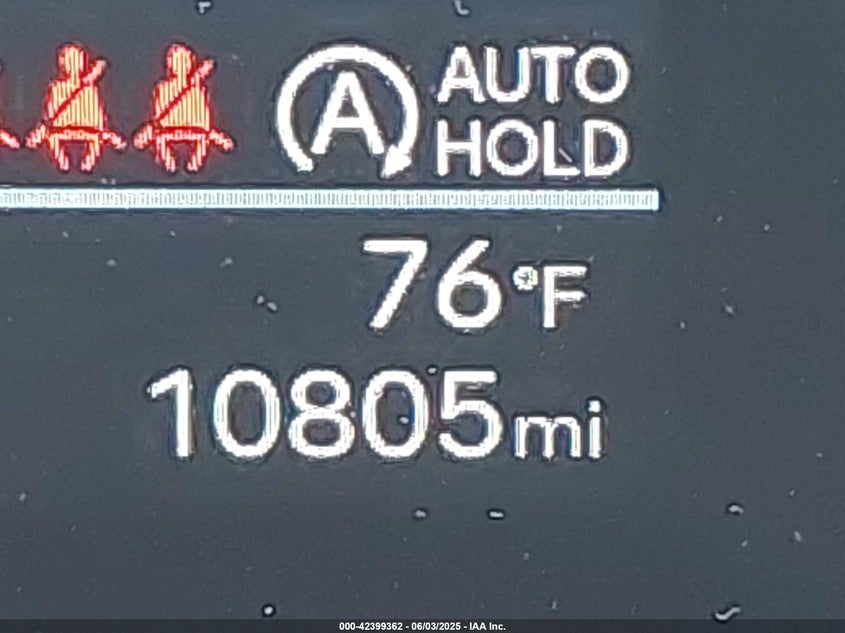 A AUTO
HOLD
76°F
10805mi
000-42399362 - 06/03/2025 - IAA Inc.